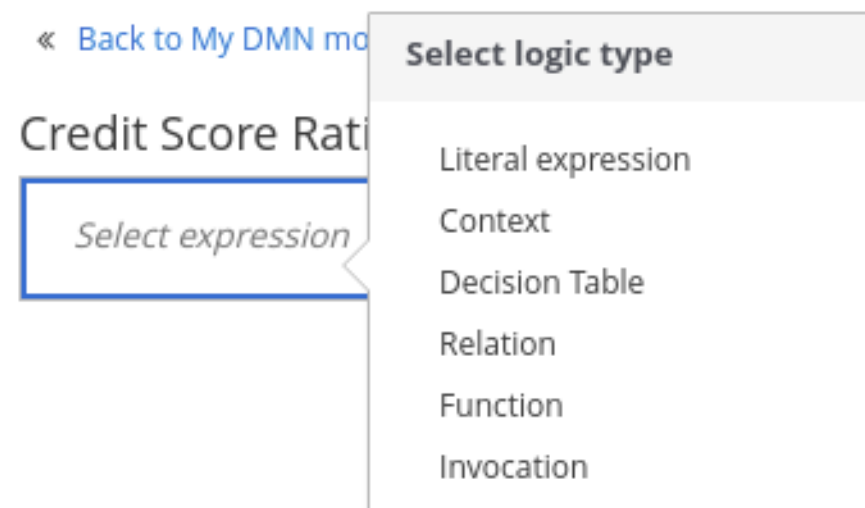 « Back to My DMN mo
Select logic type
Credit Score Rati
Select expression
Literal expression
Context
Decision Table
Relation
Function
Invocation